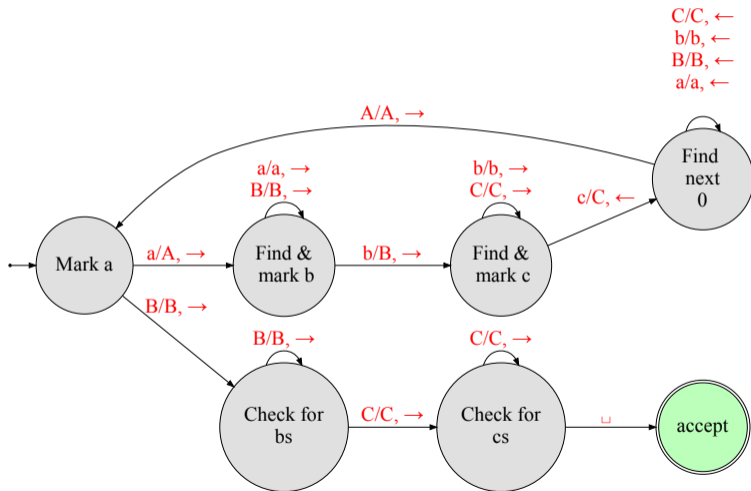 C/C, ←
b/b, ←
B/B, ←
a/a, ←
A/A, →
Find
next
0
a/a, →
B/B, →
b/b, →
C/C, →
c/C, ←
Mark a
a/A, →
Find &
mark b
b/B, →
Find &
mark c
B/B, →
B/B, →
C/C, →
Check for
bs
C/C, →
Check for
cs
␣
accept